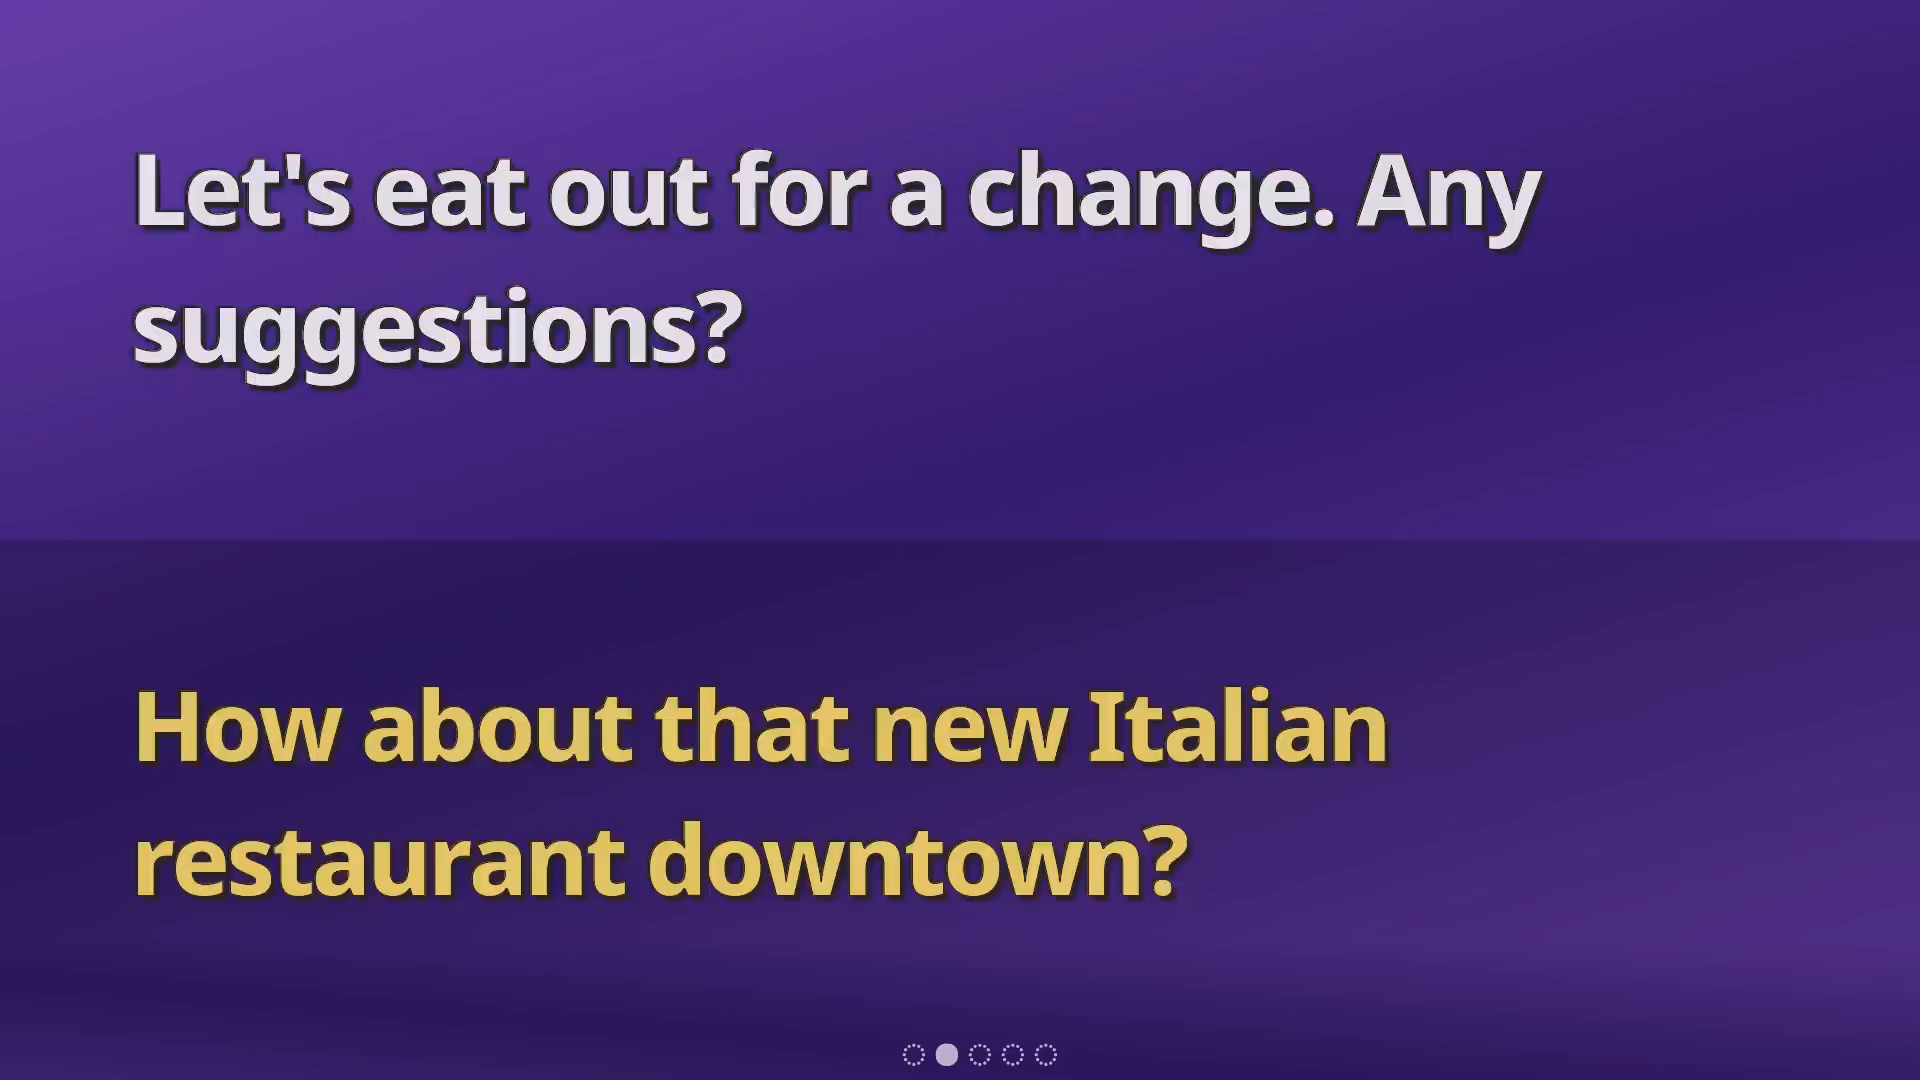 Let's eat out for a change. Any
suggestions?
How about that new Italian
restaurant downtown?